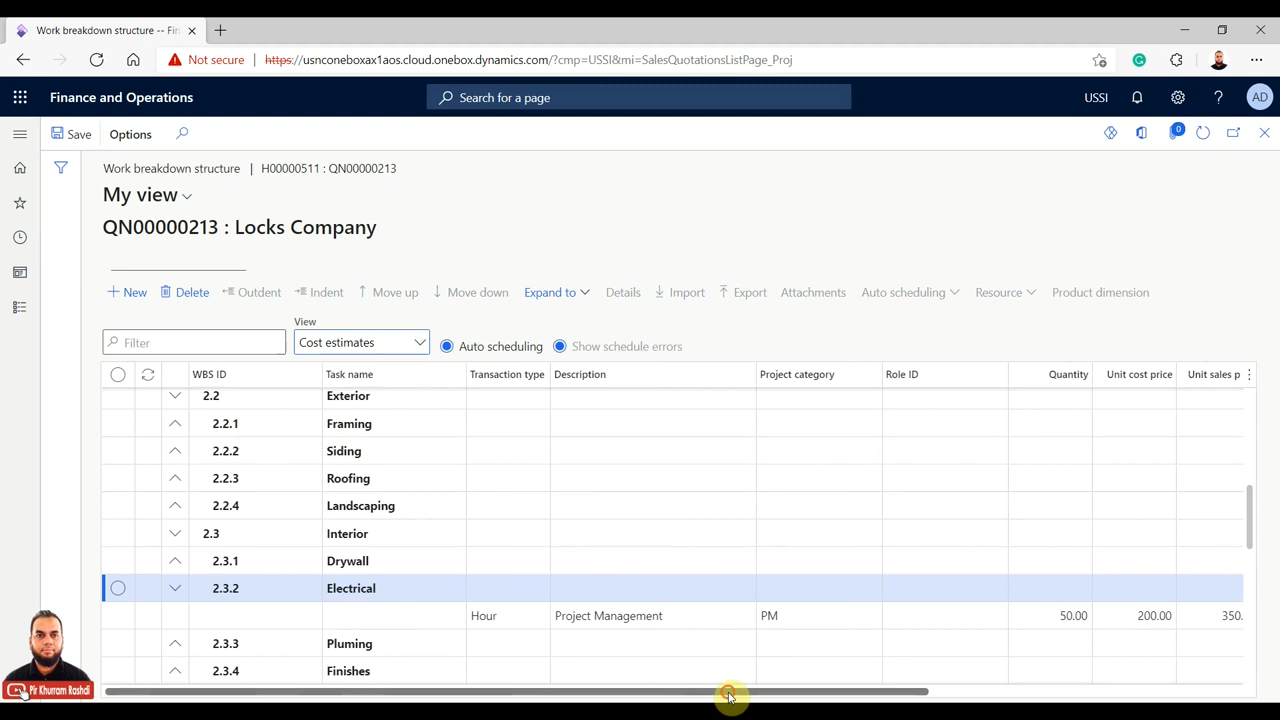 Work breakdown structure -- Fin
Not secure
https://usnconeboxax1aos.cloud.onebox.dynamics.com/?cmp=USSI&mi=SalesQuotationsListPage_Proj
Finance and Operations
Search for a page
USSI
?
AD
Save
Options
0
Work breakdown structure | H00000511 : QN00000213
My view
QN00000213 : Locks Company
New
Delete
Outdent
Indent
Move up
Move down
Expand to
Details
Import
Export
Attachments
Auto scheduling
Resource
Product dimension
View
Filter
Cost estimates
Auto scheduling
Show schedule errors
WBS ID Task name Transaction type Description Project category Role ID Quantity Unit cost price Unit sales p
2.2 Exterior
2.2.1 Framing
2.2.2 Siding
2.2.3 Roofing
2.2.4 Landscaping
2.3 Interior
2.3.1 Drywall
2.3.2 Electrical
Hour Project Management PM 50.00 200.00 350.
2.3.3 Pluming
2.3.4 Finishes
Pir Khurram Rashdi